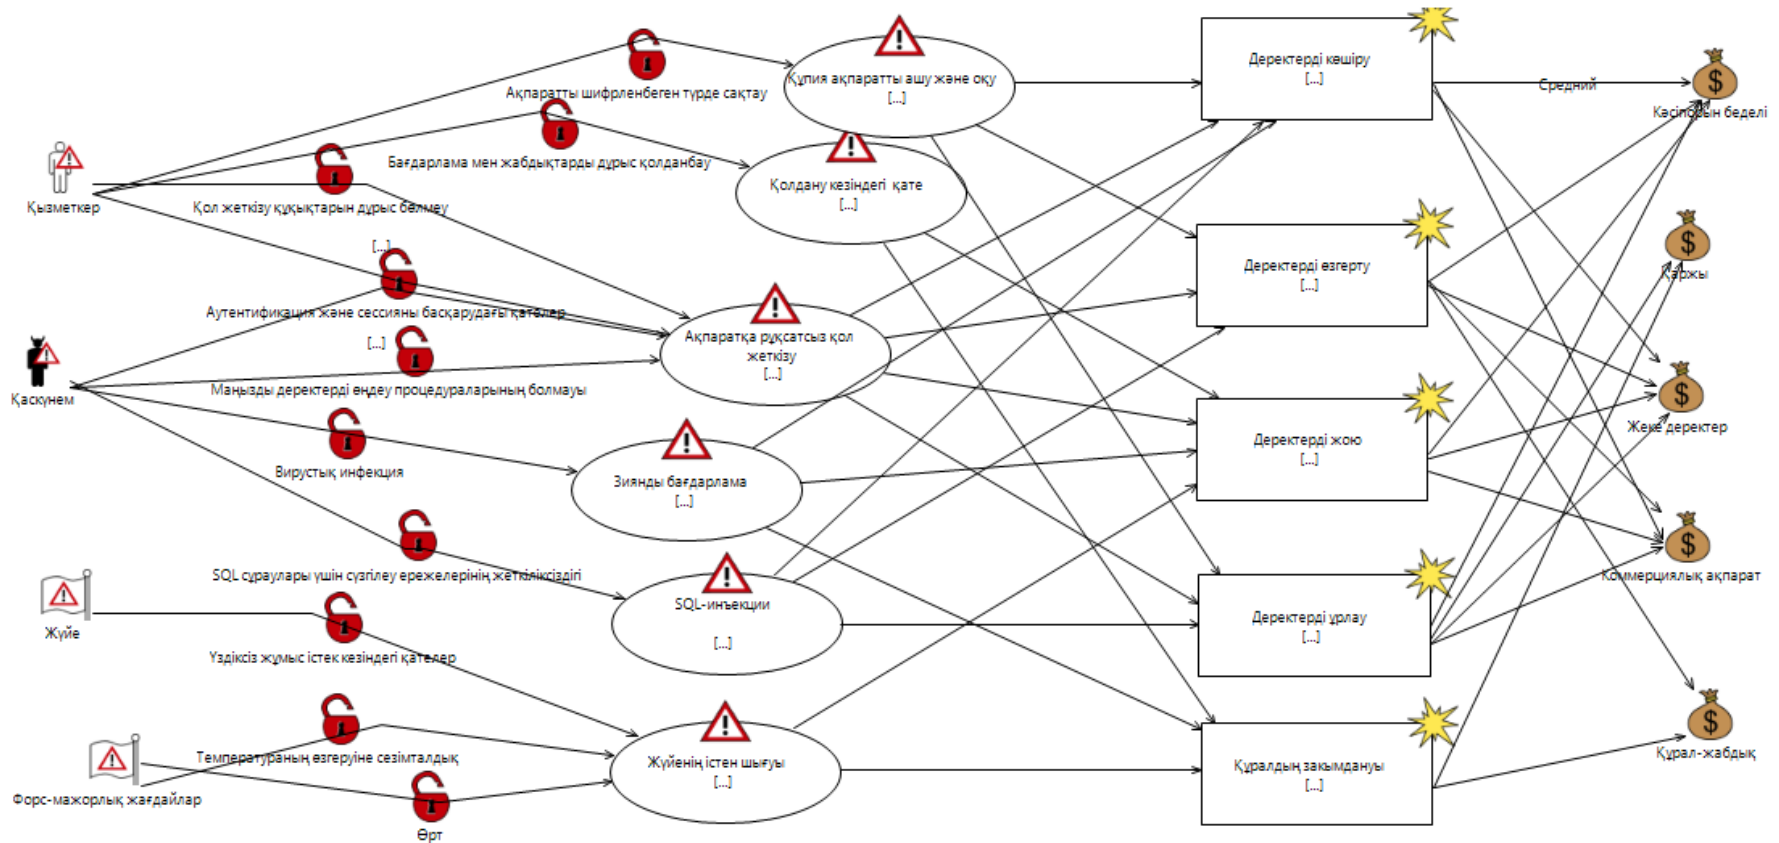 Қызметкер
Қаскүнем
Жүйе
Форс-мажорлық жағдайлар
Ақпаратты шифрленбеген түрде сақтау
Бағдарлама мен жабдықтарды дұрыс қолданбау
Қол жеткізу құқықтарын дұрыс бөлмеу
[...]
Аутентификация және сессияны басқарудағы қателер
[...]
Маңызды деректерді өңдеу процедураларының болмауы
Вирустық инфекция
SQL сұраулары үшін сүзгілеу ережелерінің жеткіліксіздігі
Үздіксіз жұмыс істек кезіндегі қателер
Температураның өзгеруіне сезімталдық
Өрт
Құпия ақпаратты ашу және оқу
[...]
Қолдану кезіндегі қате
[...]
Ақпаратқа рұқсатсыз қол
жеткізу
[...]
Зиянды бағдарлама
[...]
SQL-инъекции
[...]
Жүйенің істен шығуы
[...]
Деректерді көшіру
[...]
Деректерді өзгерту
[...]
Деректерді жою
[...]
Деректерді ұрлау
[...]
Құралдың закымдануы
[...]
Средний
Кәсіпорын беделі
Қаржы
Жеке деректер
Коммерциялық ақпарат
Құрал-жабдық